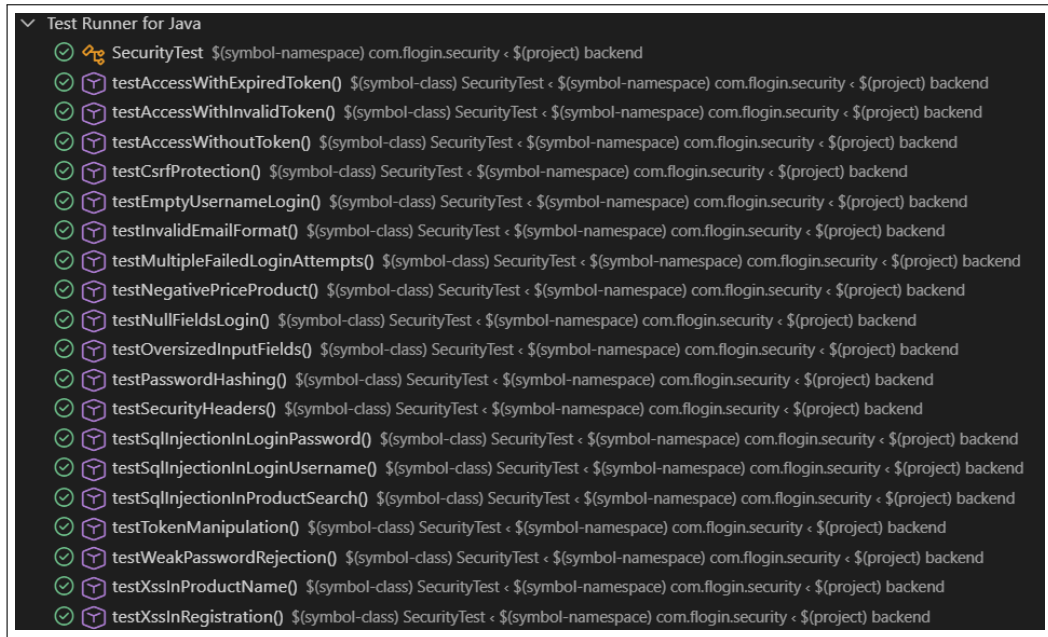 Test Runner for Java
SecurityTest $(symbol-namespace) com.flogin.security < $(project) backend
testAccessWithExpiredToken() $(symbol-class) SecurityTest < $(symbol-namespace) com.flogin.security < $(project) backend
testAccessWithInvalidToken() $(symbol-class) SecurityTest < $(symbol-namespace) com.flogin.security < $(project) backend
testAccessWithoutToken() $(symbol-class) SecurityTest < $(symbol-namespace) com.flogin.security < $(project) backend
testCsrfProtection() $(symbol-class) SecurityTest < $(symbol-namespace) com.flogin.security < $(project) backend
testEmptyUsernameLogin() $(symbol-class) SecurityTest < $(symbol-namespace) com.flogin.security < $(project) backend
testInvalidEmailFormat() $(symbol-class) SecurityTest < $(symbol-namespace) com.flogin.security < $(project) backend
testMultipleFailedLoginAttempts() $(symbol-class) SecurityTest < $(symbol-namespace) com.flogin.security < $(project) backend
testNegativePriceProduct() $(symbol-class) SecurityTest < $(symbol-namespace) com.flogin.security < $(project) backend
testNullFieldsLogin() $(symbol-class) SecurityTest < $(symbol-namespace) com.flogin.security < $(project) backend
testOversizedInputFields() $(symbol-class) SecurityTest < $(symbol-namespace) com.flogin.security < $(project) backend
testPasswordHashing() $(symbol-class) SecurityTest < $(symbol-namespace) com.flogin.security < $(project) backend
testSecurityHeaders() $(symbol-class) SecurityTest < $(symbol-namespace) com.flogin.security < $(project) backend
testSqlInjectionInLoginPassword() $(symbol-class) SecurityTest < $(symbol-namespace) com.flogin.security < $(project) backend
testSqlInjectionInLoginUsername() $(symbol-class) SecurityTest < $(symbol-namespace) com.flogin.security < $(project) backend
testSqlInjectionInProductSearch() $(symbol-class) SecurityTest < $(symbol-namespace) com.flogin.security < $(project) backend
testTokenManipulation() $(symbol-class) SecurityTest < $(symbol-namespace) com.flogin.security < $(project) backend
testWeakPasswordRejection() $(symbol-class) SecurityTest < $(symbol-namespace) com.flogin.security < $(project) backend
testXssInProductName() $(symbol-class) SecurityTest < $(symbol-namespace) com.flogin.security < $(project) backend
testXssInRegistration() $(symbol-class) SecurityTest < $(symbol-namespace) com.flogin.security < $(project) backend